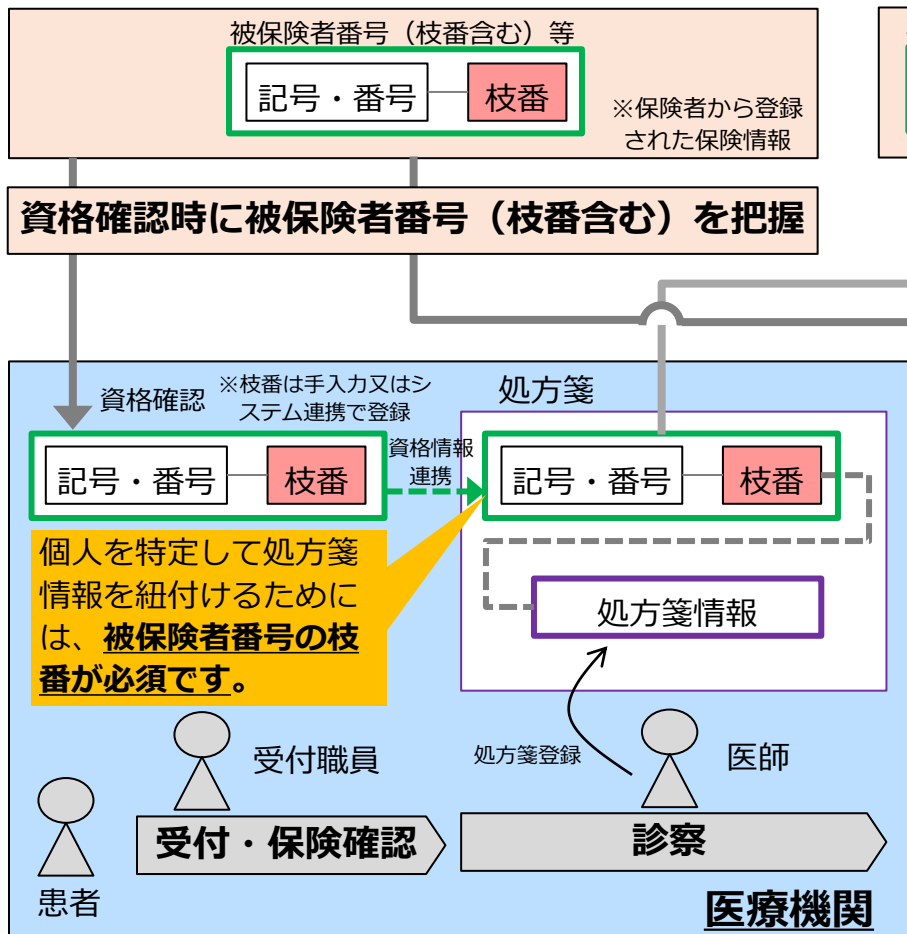 被保険者番号（枝番含む）等
記号・番号
枝番
※保険者から登録
された保険情報
資格確認時に被保険者番号（枝番含む）を把握
資格確認
※枝番は手入力又はシ
ステム連携で登録
処方箋
記号・番号
枝番
資格情報
連携
記号・番号
枝番
個人を特定して処方箋
情報を紐付けるために
は、被保険者番号の枝
番が必須です。
処方箋情報
処方箋登録
受付職員
医師
患者
受付・保険確認
診察
医療機関